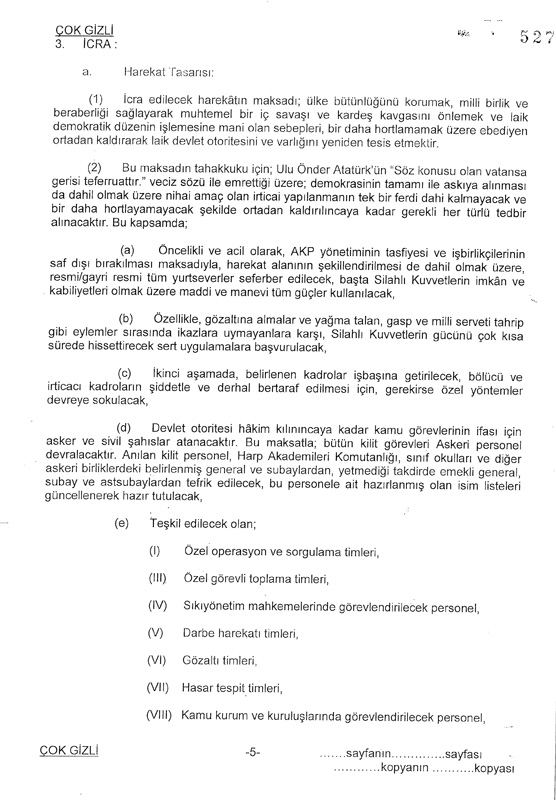 ÇOK GİZLİ
527
3. İCRA :
a. Harekat Tasarısı:
(1) İcra edilecek harekâtın maksadı; ülke bütünlüğünü korumak, milli birlik ve
beraberliği sağlayarak muhtemel bir iç savaşı ve kardeş kavgasını önlemek ve laik
demokratik düzenin işlemesine mani olan sebepleri, bir daha hortlamamak üzere ebediyen
ortadan kaldırarak laik devlet otoritesini ve varlığını yeniden tesis etmektir.
(2) Bu maksadın tahakkuku için; Ulu Önder Atatürk'ün "Söz konusu olan vatansa
gerisi teferruattır." veciz sözü ile emrettiği üzere; demokrasinin tamamı ile askıya alınması
da dahil olmak üzere nihai amaç olan irticai yapılanmanın tek bir ferdi dahi kalmayacak ve
bir daha hortlayamayacak şekilde ortadan kaldırılıncaya kadar gerekli her türlü tedbir
alınacaktır. Bu kapsamda;
(a) Öncelikli ve acil olarak, AKP yönetiminin tasfiyesi ve işbirlikçilerinin
saf dışı bırakılması maksadıyla, harekat alanının şekillendirilmesi de dahil olmak üzere,
resmi/gayri resmi tüm yurtseverler seferber edilecek, başta Silahlı Kuvvetlerin imkân ve
kabiliyetleri olmak üzere maddi ve manevi tüm güçler kullanılacak,
(b) Özellikle, gözaltına almalar ve yağma talan, gasp ve milli serveti tahrip
gibi eylemler sırasında ikazlara uymayanlara karşı, Silahlı Kuvvetlerin gücünü çok kısa
sürede hissettirecek sert uygulamalara başvurulacak,
(c) İkinci aşamada, belirlenen kadrolar işbaşına getirilecek, bölücü ve
irticacı kadroların şiddetle ve derhal bertaraf edilmesi için, gerekirse özel yöntemler
devreye sokulacak,
(d) Devlet otoritesi hâkim kılınıncaya kadar kamu görevlerinin ifası için
asker ve sivil şahıslar atanacaktır. Bu maksatla; bütün kilit görevleri Askeri personel
devralacaktır. Anılan kilit personel, Harp Akademileri Komutanlığı, sınıf okulları ve diğer
askeri birliklerdeki belirlenmiş general ve subaylardan, yetmediği takdirde emekli general,
subay ve astsubaylardan tefrik edilecek, bu personele ait hazırlanmış olan isim listeleri
güncellenerek hazır tutulacak,
(e) Teşkil edilecek olan;
(I) Özel operasyon ve sorgulama timleri,
(III) Özel görevli toplama timleri,
(IV) Sıkıyönetim mahkemelerinde görevlendirilecek personel,
(V) Darbe harekatı timleri,
(VI) Gözaltı timleri,
(VII) Hasar tespit timleri,
(VIII) Kamu kurum ve kuruluşlarında görevlendirilecek personel,
ÇOK GİZLİ -5- .......sayfanın..............sayfası
............kopyanın ...........kopyası